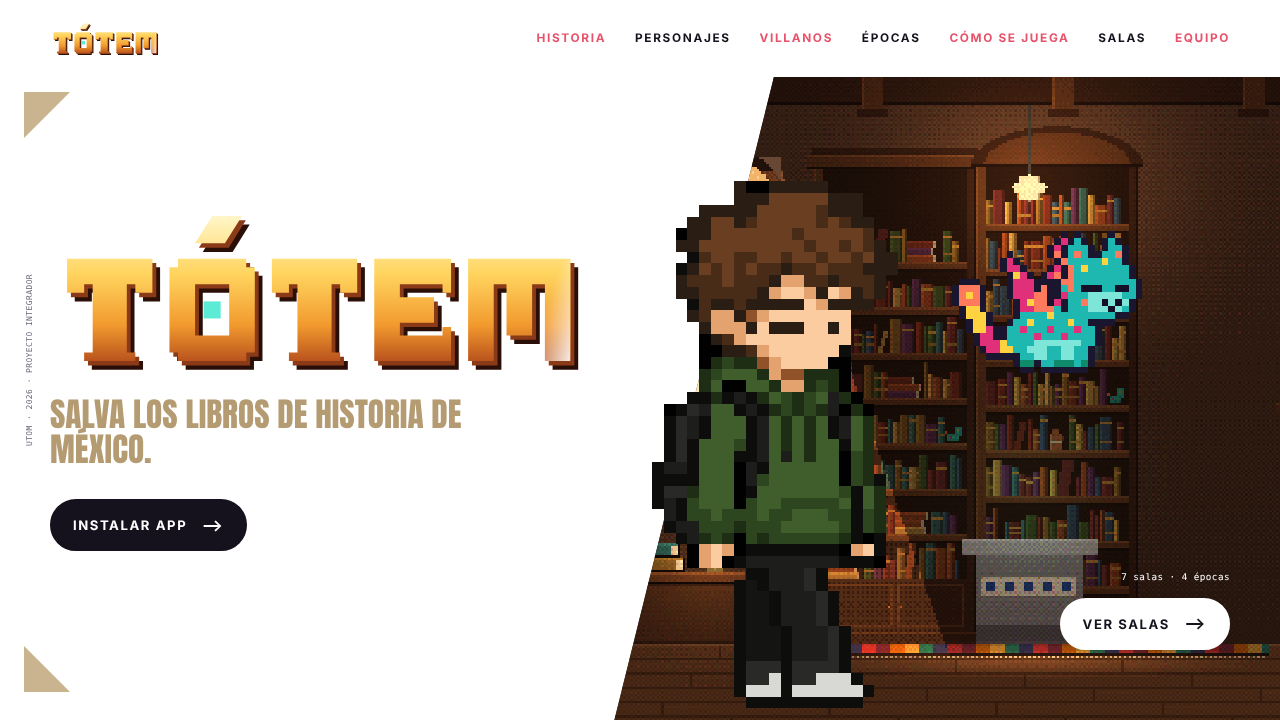 TÓTEM
HISTORIA
PERSONAJES
VILLANOS
ÉPOCAS
CÓMO SE JUEGA
SALAS
EQUIPO
UTOM · 2026 · PROYECTO INTEGRADOR
TÓTEM
SALVA LOS LIBROS DE HISTORIA DE
MÉXICO.
INSTALAR APP
7 salas · 4 épocas
VER SALAS